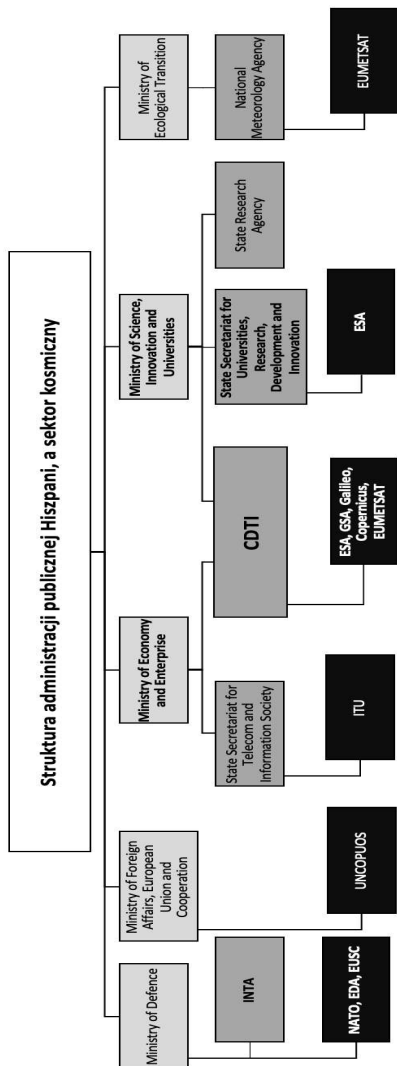 Struktura administracji publicznej Hiszpani, a sektor kosmiczny
Ministry of Defence
Ministry of Foreign
Affairs, European
Union and
Cooperation
Ministry of Economy
and Enterprise
Ministry of Science,
Innovation and
Universities
Ministry of
Ecological Transition
INTA
State Secretariat for
Telecom and
Information Society
CDTI
State Secretariat for
Universities,
Research,
Development and
Innovation
State Research
Agency
National
Meteorology Agency
NATO, EDA, EUSC
UNCOPUOS
ITU
ESA, GSA, Galileo,
Copernicus,
EUMETSAT
ESA
EUMETSAT